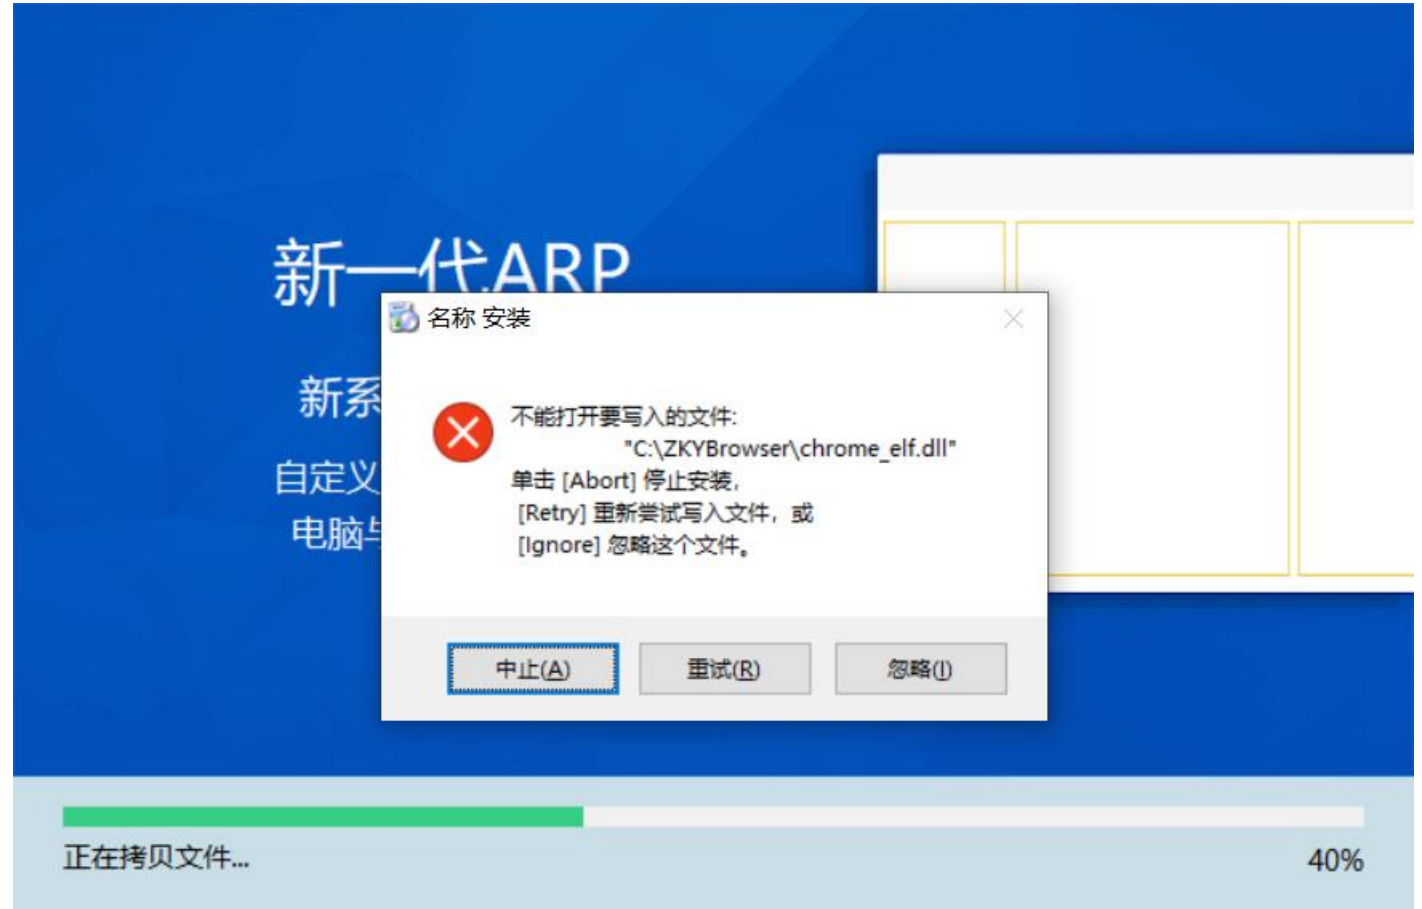 新一代ARP
名称 安装
新系
不能打开要写入的文件:
"C:\ZKYBrowser\chrome_elf.dll"
自定义
单击 [Abort] 停止安装,
[Retry] 重新尝试写入文件，或
电脑
[Ignore] 忽略这个文件。
中止(A)
重试(R)
忽略(I)
正在拷贝文件...
40%